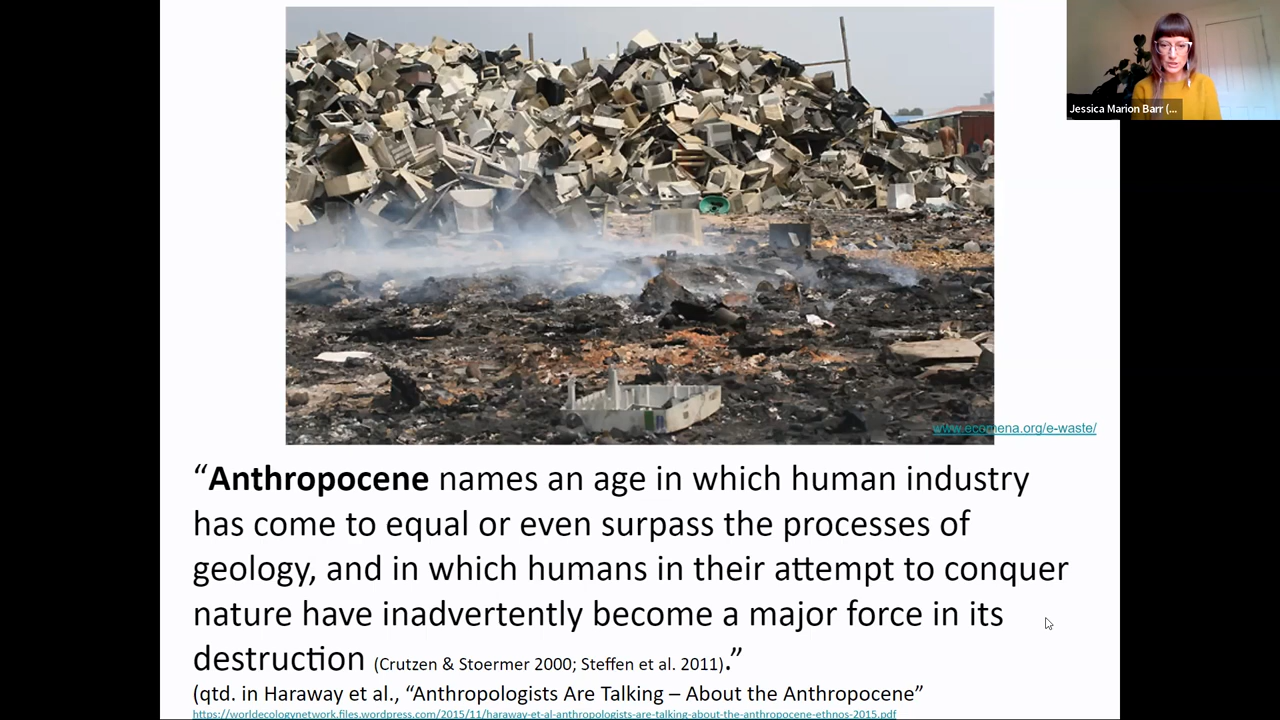 Jessica Marion Barr (...
www.ecomena.org/e-waste/
“Anthropocene names an age in which human industry
has come to equal or even surpass the processes of
geology, and in which humans in their attempt to conquer
nature have inadvertently become a major force in its
destruction (Crutzen & Stoermer 2000; Steffen et al. 2011).”
(qtd. in Haraway et al., “Anthropologists Are Talking – About the Anthropocene”
https://worldecologynetwork.files.wordpress.com/2015/11/haraway-et-al-anthropologists-are-talking-about-the-anthropocene-ethnos-2015.pdf